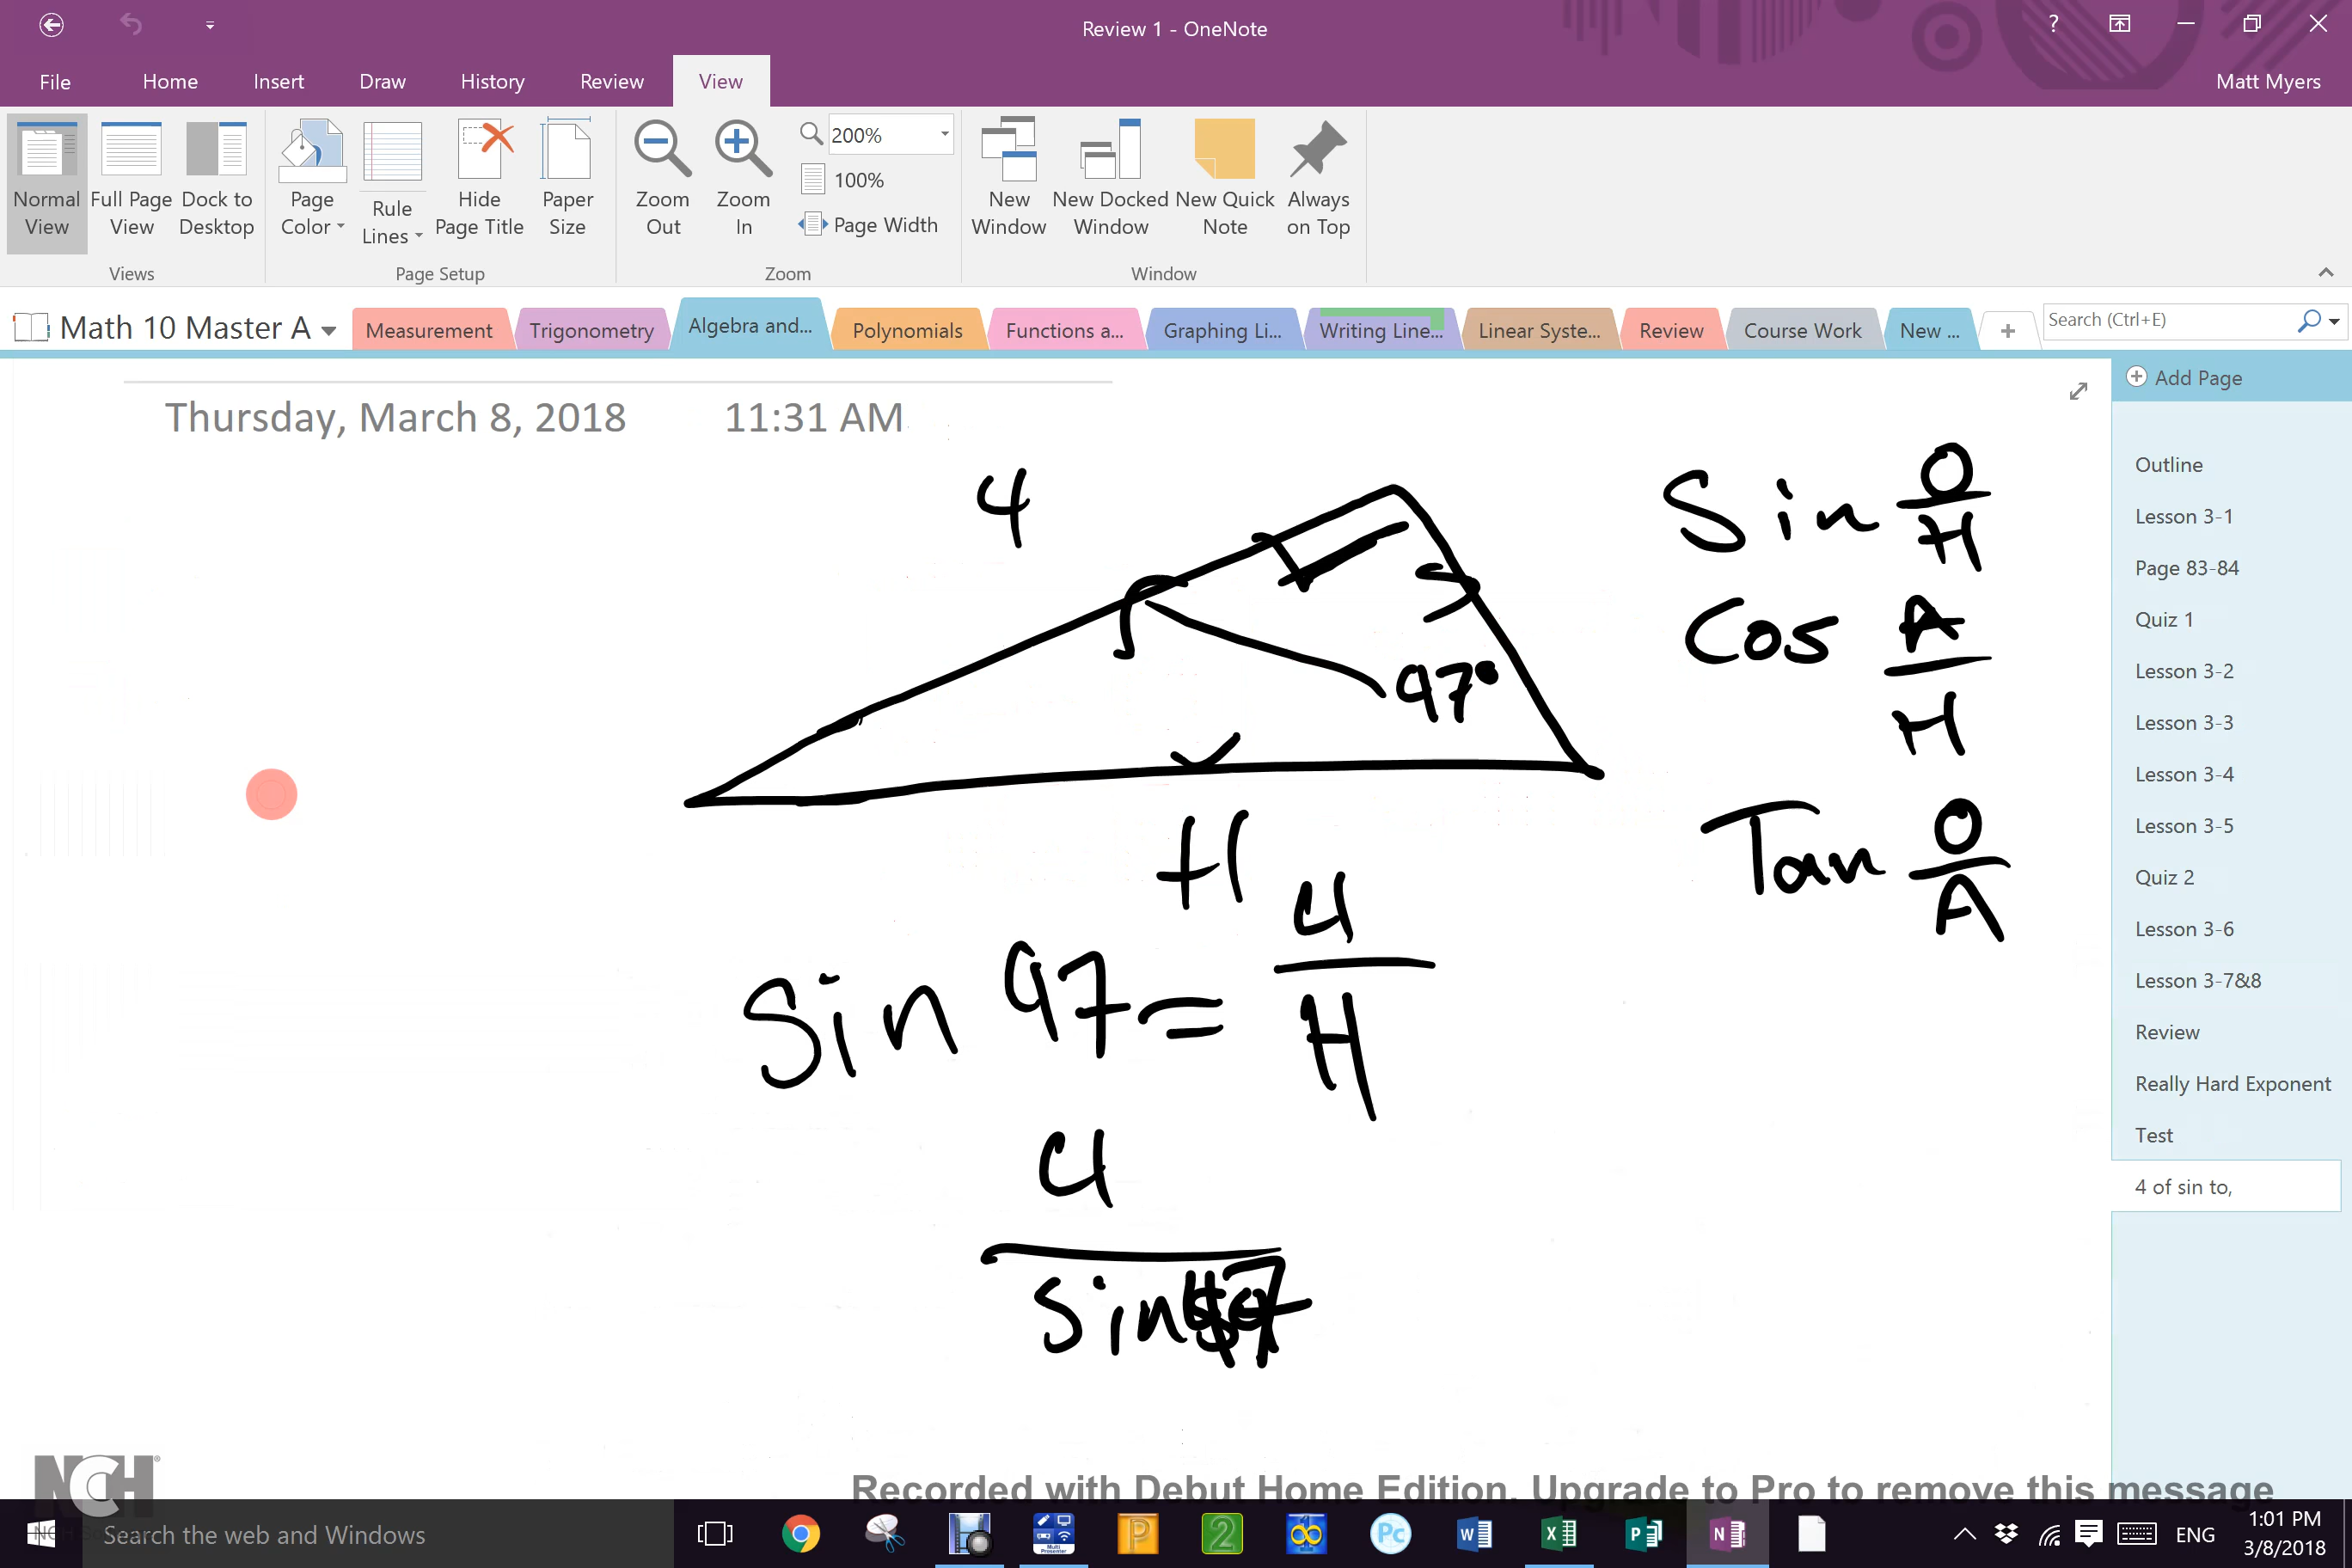 Review 1 - OneNote
?
File Home Insert Draw History Review View Matt Myers
Normal View
Full Page View
Dock to Desktop
Page Color
Rule Lines
Hide Page Title
Paper Size
Zoom Out
Zoom In
200%
100%
Page Width
New Window
New Docked Window
New Quick Note
Always on Top
Views Page Setup Zoom Window
Math 10 Master A Measurement Trigonometry Algebra and... Polynomials Functions a... Graphing Li... Writing Line... Linear Syste... Review Course Work New ... + Search (Ctrl+E)
Add Page
Thursday, March 8, 2018 11:31 AM
Outline
Lesson 3-1
Page 83-84
Quiz 1
Lesson 3-2
Lesson 3-3
Lesson 3-4
Lesson 3-5
Quiz 2
Lesson 3-6
Lesson 3-7&8
Review
Really Hard Exponent
Test
4 of sin to,
4
97°
H
Sin O/H
Cos A/H
Tan O/A
Sin 97 = 4/H
4
Sin
NCH
Recorded with Debut Home Edition. Upgrade to Pro to remove this message
Search the web and Windows
ENG
1:01 PM
3/8/2018